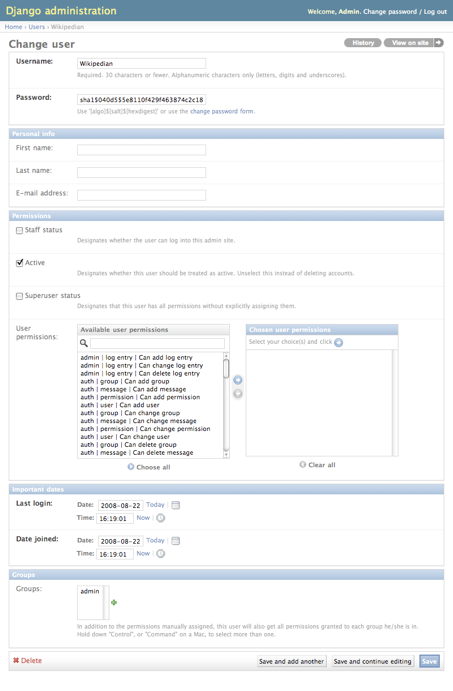 Django administration
Welcome, Admin. Change password / Log out
Home › Users › Wikipedian
Change user
History
View on site
Username:
Wikipedian
Required. 30 characters or fewer. Alphanumeric characters only (letters, digits and underscores).
Password:
sha1$040d555e8110f429f463874c2c18
Use '[algo]$[salt]$[hexdigest]' or use the change password form.
Personal info
First name:
Last name:
E-mail address:
Permissions
Staff status
Designates whether the user can log into this admin site.
Active
Designates whether this user should be treated as active. Unselect this instead of deleting accounts.
Superuser status
Designates that this user has all permissions without explicitly assigning them.
User permissions:
Available user permissions
admin | log entry | Can add log entry
admin | log entry | Can change log entry
admin | log entry | Can delete log entry
auth | group | Can add group
auth | message | Can add message
auth | permission | Can add permission
auth | user | Can add user
auth | group | Can change group
auth | message | Can change message
auth | permission | Can change permission
auth | user | Can change user
auth | group | Can delete group
auth | message | Can delete message
Choose all
Chosen user permissions
Select your choice(s) and click
Clear all
Important dates
Last login:
Date: 2008-08-22 Today |
Time: 16:19:01 Now |
Date joined:
Date: 2008-08-22 Today |
Time: 16:19:01 Now |
Groups
Groups:
admin
In addition to the permissions manually assigned, this user will also get all permissions granted to each group he/she is in.
Hold down "Control", or "Command" on a Mac, to select more than one.
Delete
Save and add another
Save and continue editing
Save